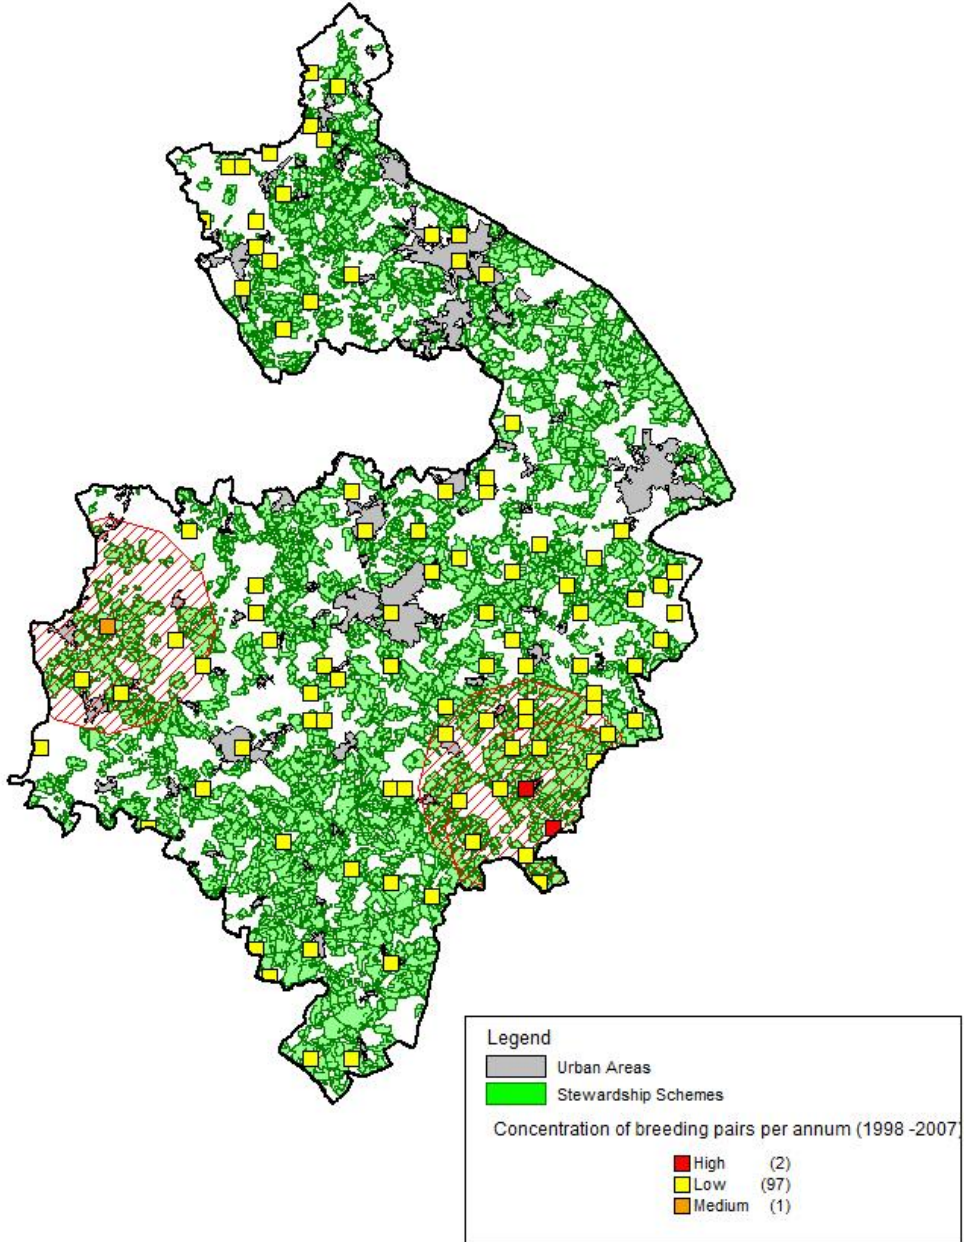 Legend
Urban Areas
Stewardship Schemes
Concentration of breeding pairs per annum (1998 -2007)
High (2)
Low (97)
Medium (1)